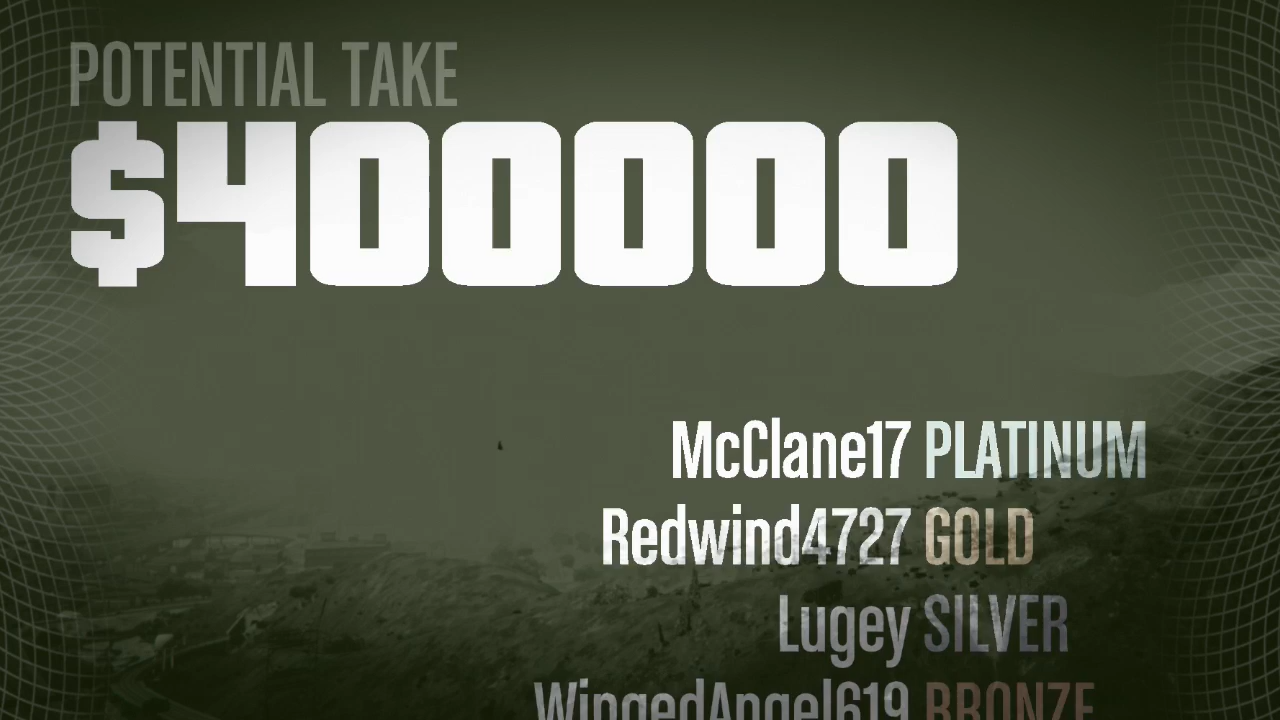 POTENTIAL TAKE
$400000
McClane17 PLATINUM
Redwind4727 GOLD
Lugey SILVER
WingedAngel619 BRONZE